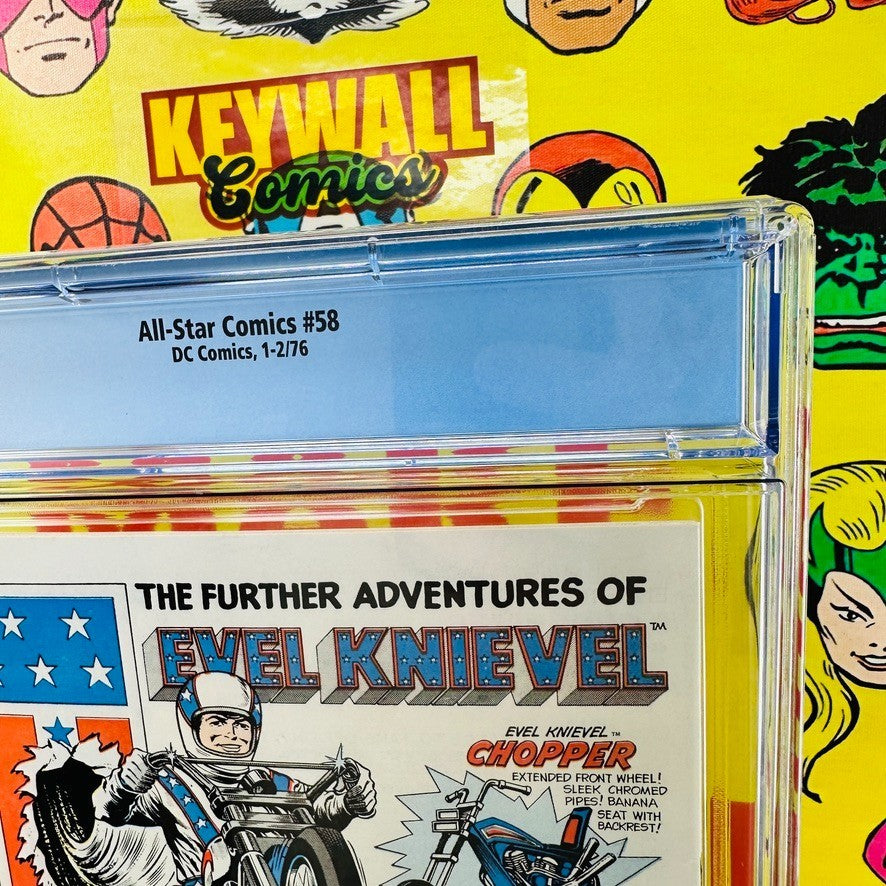 KEYWALL
Comics
All-Star Comics #58
DC Comics, 1-2/76
THE FURTHER ADVENTURES OF
EVEL KNIEVEL™
EVEL KNIEVEL™
CHOPPER
EXTENDED FRONT WHEEL!
SLEEK CHROMED
PIPES! BANANA
SEAT WITH
BACKREST!